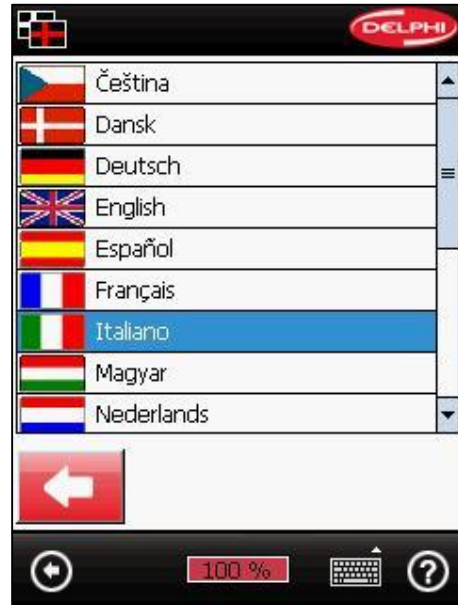 DELPHI
Čeština
Dansk
Deutsch
English
Español
Français
Italiano
Magyar
Nederlands
100 %
?